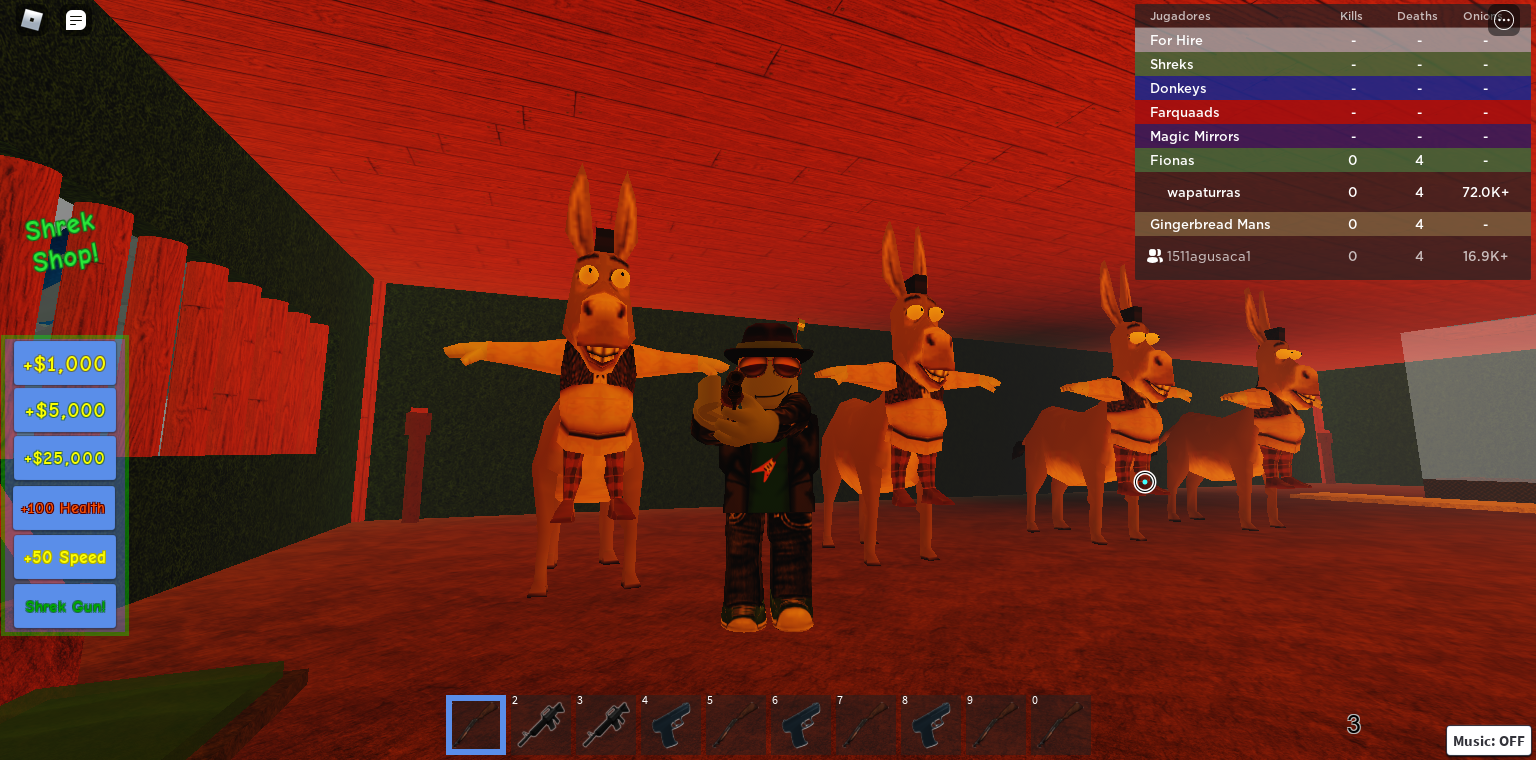 Jugadores Kills Deaths Onions
For Hire - - -
Shreks - - -
Donkeys - - -
Farquaads - - -
Magic Mirrors - - -
Fionas 0 4 -
wapaturras 0 4 72.0K+
Gingerbread Mans 0 4 -
1511agusaca1 0 4 16.9K+
Shrek
Shop!
+$1,000
+$5,000
+$25,000
+100 Health
+50 Speed
Shrek Gun!
2 3 4 5 6 7 8 9 0
3
Music: OFF